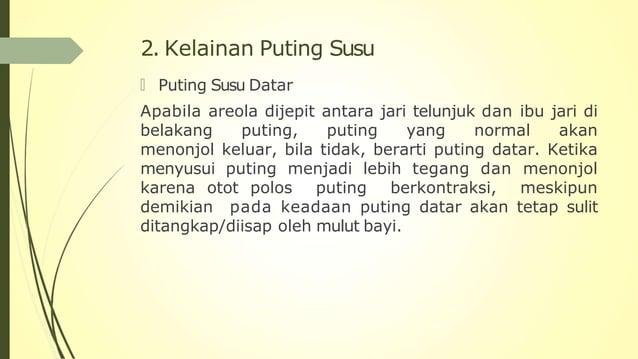 2. Kelainan Puting Susu
Puting Susu Datar
Apabila areola dijepit antara jari telunjuk dan ibu jari di
belakang puting, puting yang normal akan
menonjol keluar, bila tidak, berarti puting datar. Ketika
menyusui puting menjadi lebih tegang dan menonjol
karena otot polos puting berkontraksi, meskipun
demikian pada keadaan puting datar akan tetap sulit
ditangkap/diisap oleh mulut bayi.